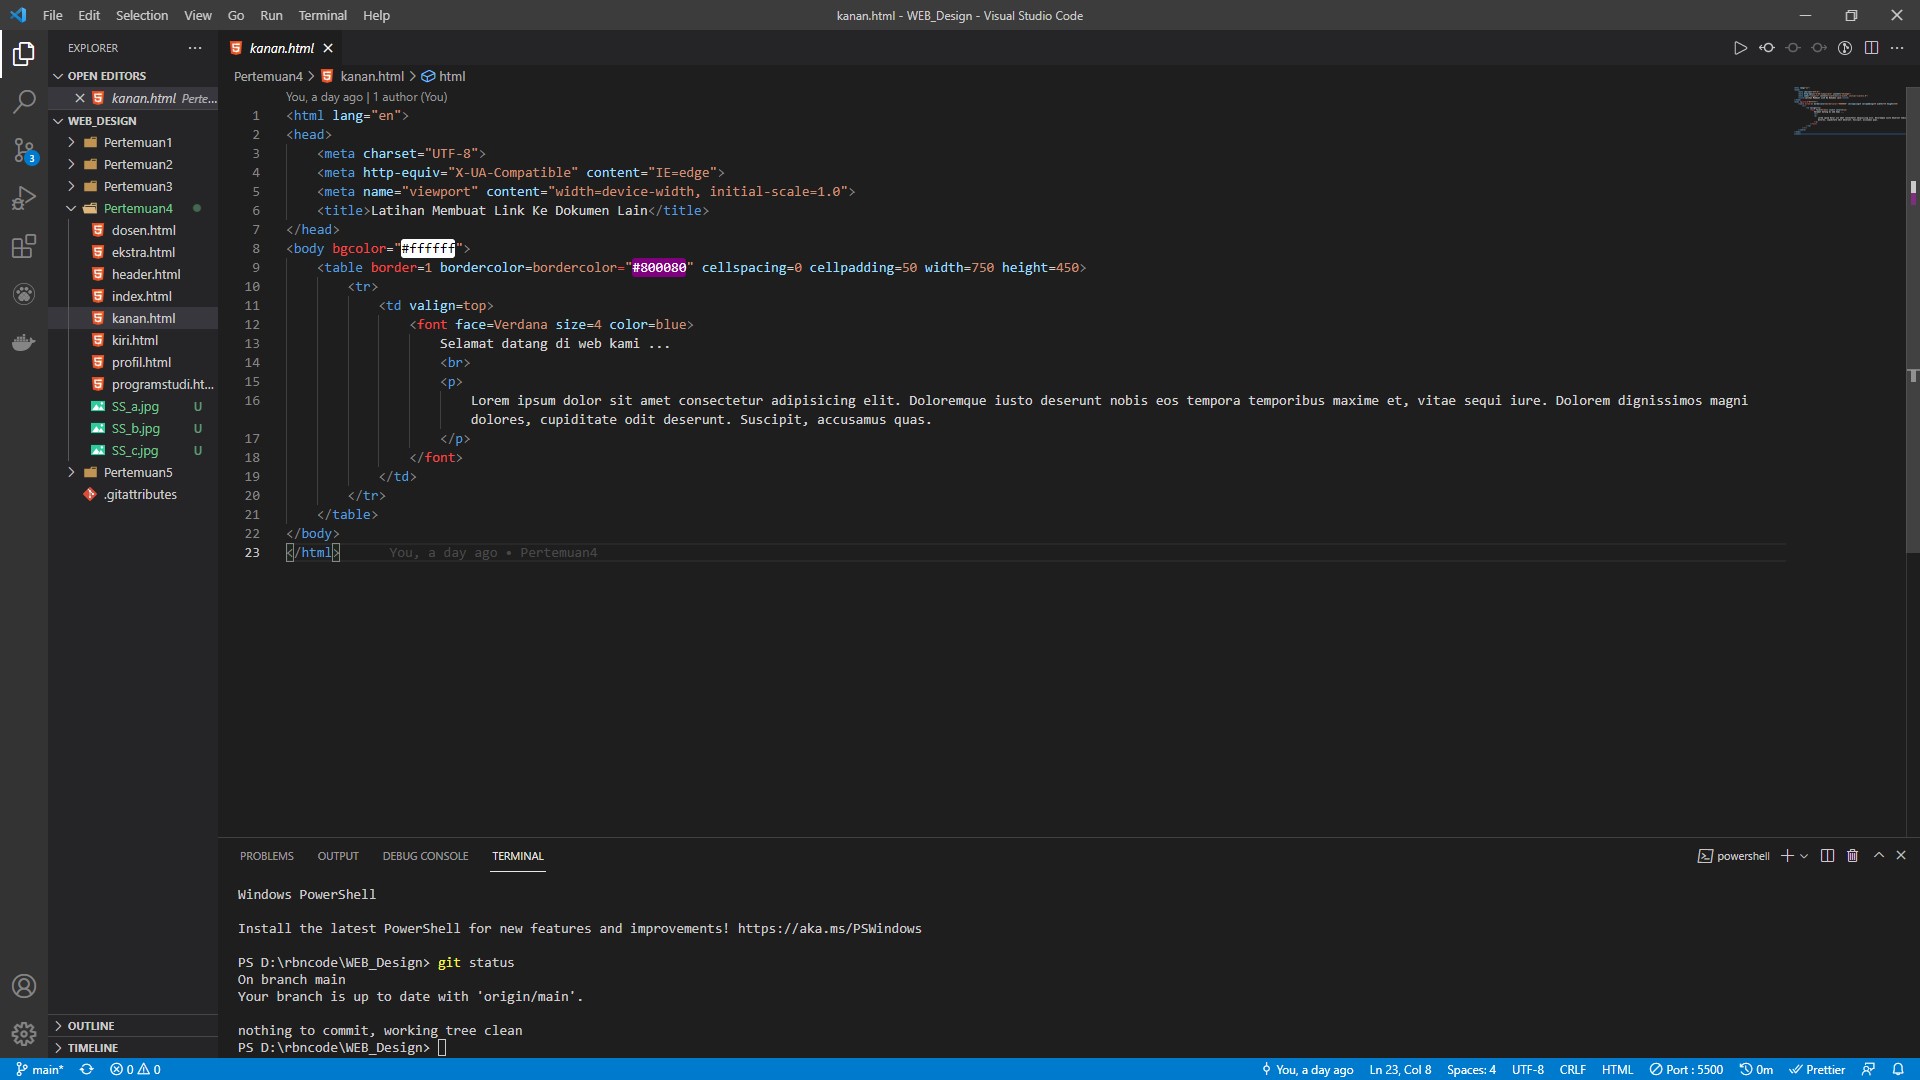 File Edit Selection View Go Run Terminal Help
kanan.html - WEB_Design - Visual Studio Code
EXPLORER
OPEN EDITORS
kanan.html Perte...
WEB_DESIGN
Pertemuan1
Pertemuan2
Pertemuan3
Pertemuan4
dosen.html
ekstra.html
header.html
index.html
kanan.html
kiri.html
profil.html
programstudi.ht...
SS_a.jpg U
SS_b.jpg U
SS_c.jpg U
Pertemuan5
.gitattributes
OUTLINE
TIMELINE
3
kanan.html
Pertemuan4 > kanan.html > html
You, a day ago | 1 author (You)
1 <html lang="en">
2 <head>
3 <meta charset="UTF-8">
4 <meta http-equiv="X-UA-Compatible" content="IE=edge">
5 <meta name="viewport" content="width=device-width, initial-scale=1.0">
6 <title>Latihan Membuat Link Ke Dokumen Lain</title>
7 </head>
8 <body bgcolor="#ffffff">
9 <table border=1 bordercolor=bordercolor="#800080" cellspacing=0 cellpadding=50 width=750 height=450>
10 <tr>
11 <td valign=top>
12 <font face=Verdana size=4 color=blue>
13 Selamat datang di web kami ...
14 <br>
15 <p>
16 Lorem ipsum dolor sit amet consectetur adipisicing elit. Doloremque iusto deserunt nobis eos tempora temporibus maxime et, vitae sequi iure. Dolorem dignissimos magni
dolores, cupiditate odit deserunt. Suscipit, accusamus quas.
17 </p>
18 </font>
19 </td>
20 </tr>
21 </table>
22 </body>
23 </html> You, a day ago • Pertemuan4
PROBLEMS OUTPUT DEBUG CONSOLE TERMINAL
powershell
Windows PowerShell
Install the latest PowerShell for new features and improvements! https://aka.ms/PSWindows
PS D:\rbncode\WEB_Design> git status
On branch main
Your branch is up to date with 'origin/main'.
nothing to commit, working tree clean
PS D:\rbncode\WEB_Design>
main* 0 0 You, a day ago Ln 23, Col 8 Spaces: 4 UTF-8 CRLF HTML Port : 5500 0m Prettier